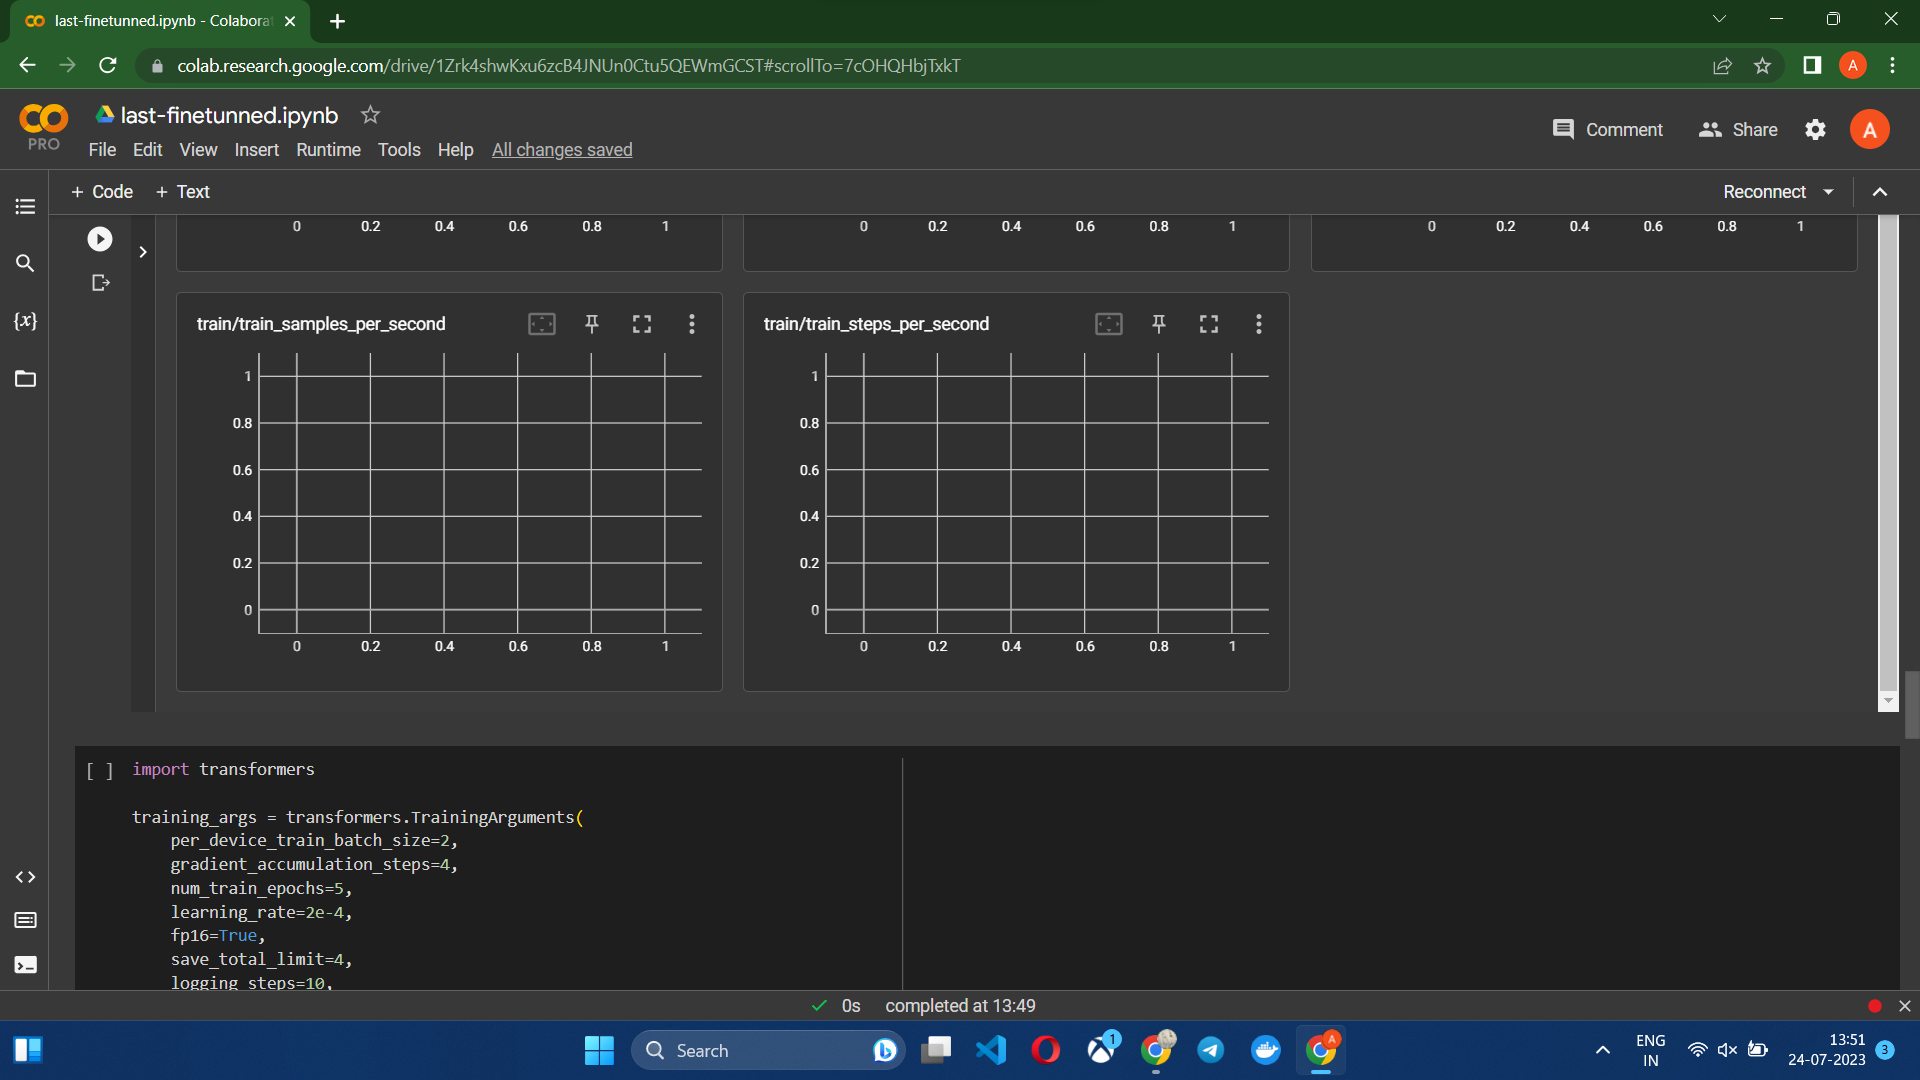 last-finetunned.ipynb - Colaborat
colab.research.google.com/drive/1Zrk4shwKxu6zcB4JNUn0Ctu5QEWmGCST#scrollTo=7cOHQHbjTxkT
A
CO
PRO
last-finetunned.ipynb
File Edit View Insert Runtime Tools Help All changes saved
Comment Share A
+ Code + Text Reconnect
0 0.2 0.4 0.6 0.8 1
0 0.2 0.4 0.6 0.8 1
0 0.2 0.4 0.6 0.8 1
{x}
train/train_samples_per_second
1
0.8
0.6
0.4
0.2
0
0 0.2 0.4 0.6 0.8 1
train/train_steps_per_second
1
0.8
0.6
0.4
0.2
0
0 0.2 0.4 0.6 0.8 1
[ ] import transformers
training_args = transformers.TrainingArguments(
per_device_train_batch_size=2,
gradient_accumulation_steps=4,
num_train_epochs=5,
learning_rate=2e-4,
fp16=True,
save_total_limit=4,
logging_steps=10,
0s completed at 13:49
Search
1
A
ENG
IN
13:51
24-07-2023
3